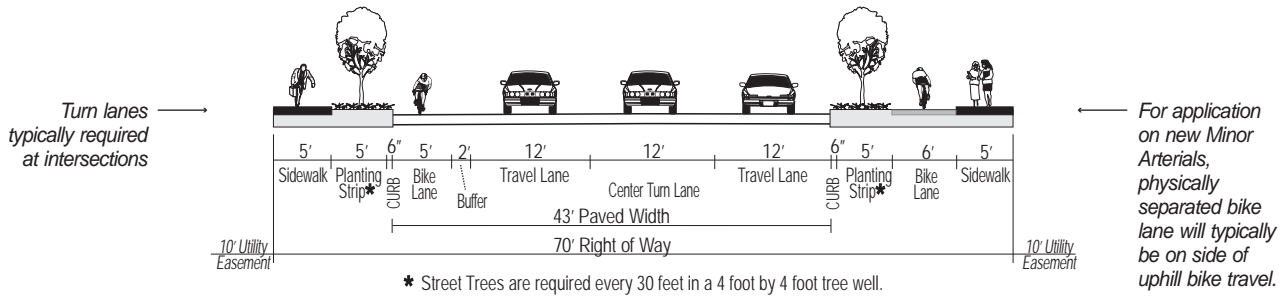 Turn lanes
typically required
at intersections
5' 5' 6" 5' 2' 12' 12' 12' 6" 5' 6' 5'
Sidewalk
Planting
Strip*
CURB
Bike
Lane
Buffer
Travel Lane
Center Turn Lane
Travel Lane
CURB
Planting
Strip*
Bike
Lane
Sidewalk
43' Paved Width
70' Right of Way
10' Utility
Easement
10' Utility
Easement
* Street Trees are required every 30 feet in a 4 foot by 4 foot tree well.
For application
on new Minor
Arterials,
physically
separated bike
lane will typically
be on side of
uphill bike travel.